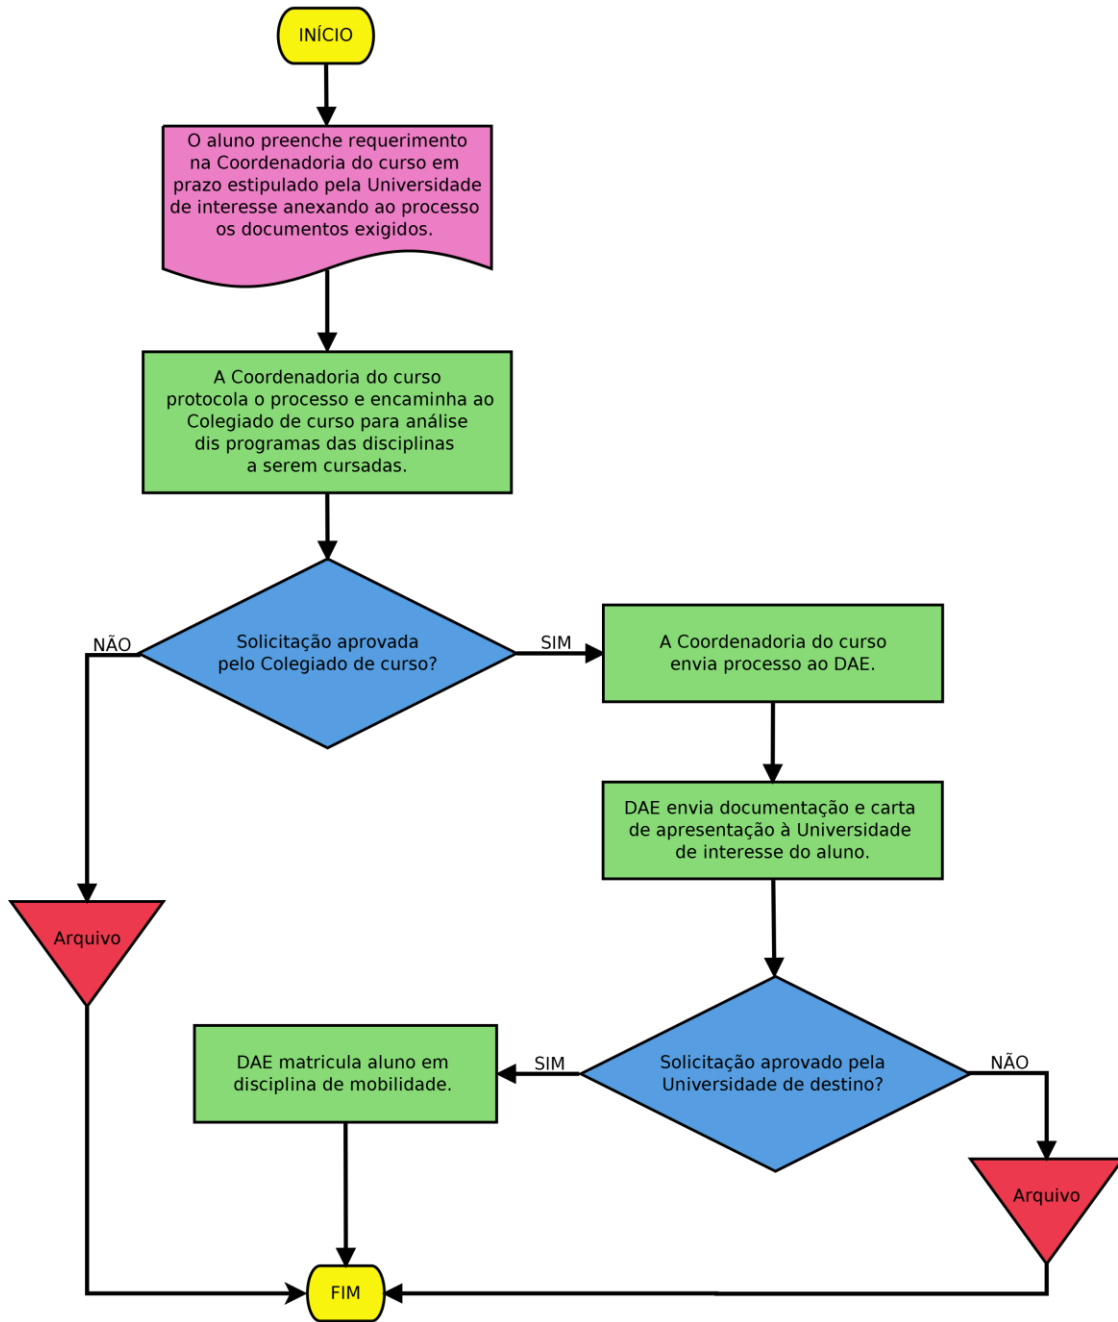 INÍCIO
O aluno preenche requerimento
na Coordenadoria do curso em
prazo estipulado pela Universidade
de interesse anexando ao processo
os documentos exigidos.
A Coordenadoria do curso
protocola o processo e encaminha ao
Colegiado de curso para análise
dis programas das disciplinas
a serem cursadas.
NÃO
Solicitação aprovada
pelo Colegiado de curso?
SIM
A Coordenadoria do curso
envia processo ao DAE.
DAE envia documentação e carta
de apresentação à Universidade
de interesse do aluno.
Arquivo
DAE matricula aluno em
disciplina de mobilidade.
SIM
Solicitação aprovado pela
Universidade de destino?
NÃO
Arquivo
FIM